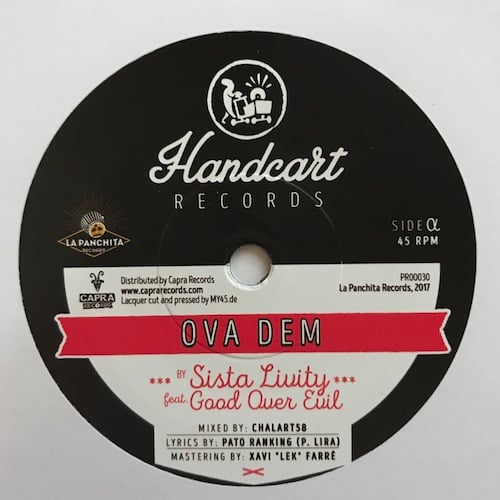 Handcart
RECORDS
SIDE α
45 RPM
LA PANCHITA
RECORDS
CAPRA
RECORDS
Distributed by Capra Records
www.caprarecords.com
Lacquer cut and pressed by MY45.de
PR00030
La Panchita Records, 2017
OVA DEM
*** BY Sista Livity ***
feat. Good Over Evil
MIXED BY: CHALART58
LYRICS BY: PATO RANKING (P. LIRA)
MASTERING BY: XAVI "LEK" FARRÉ